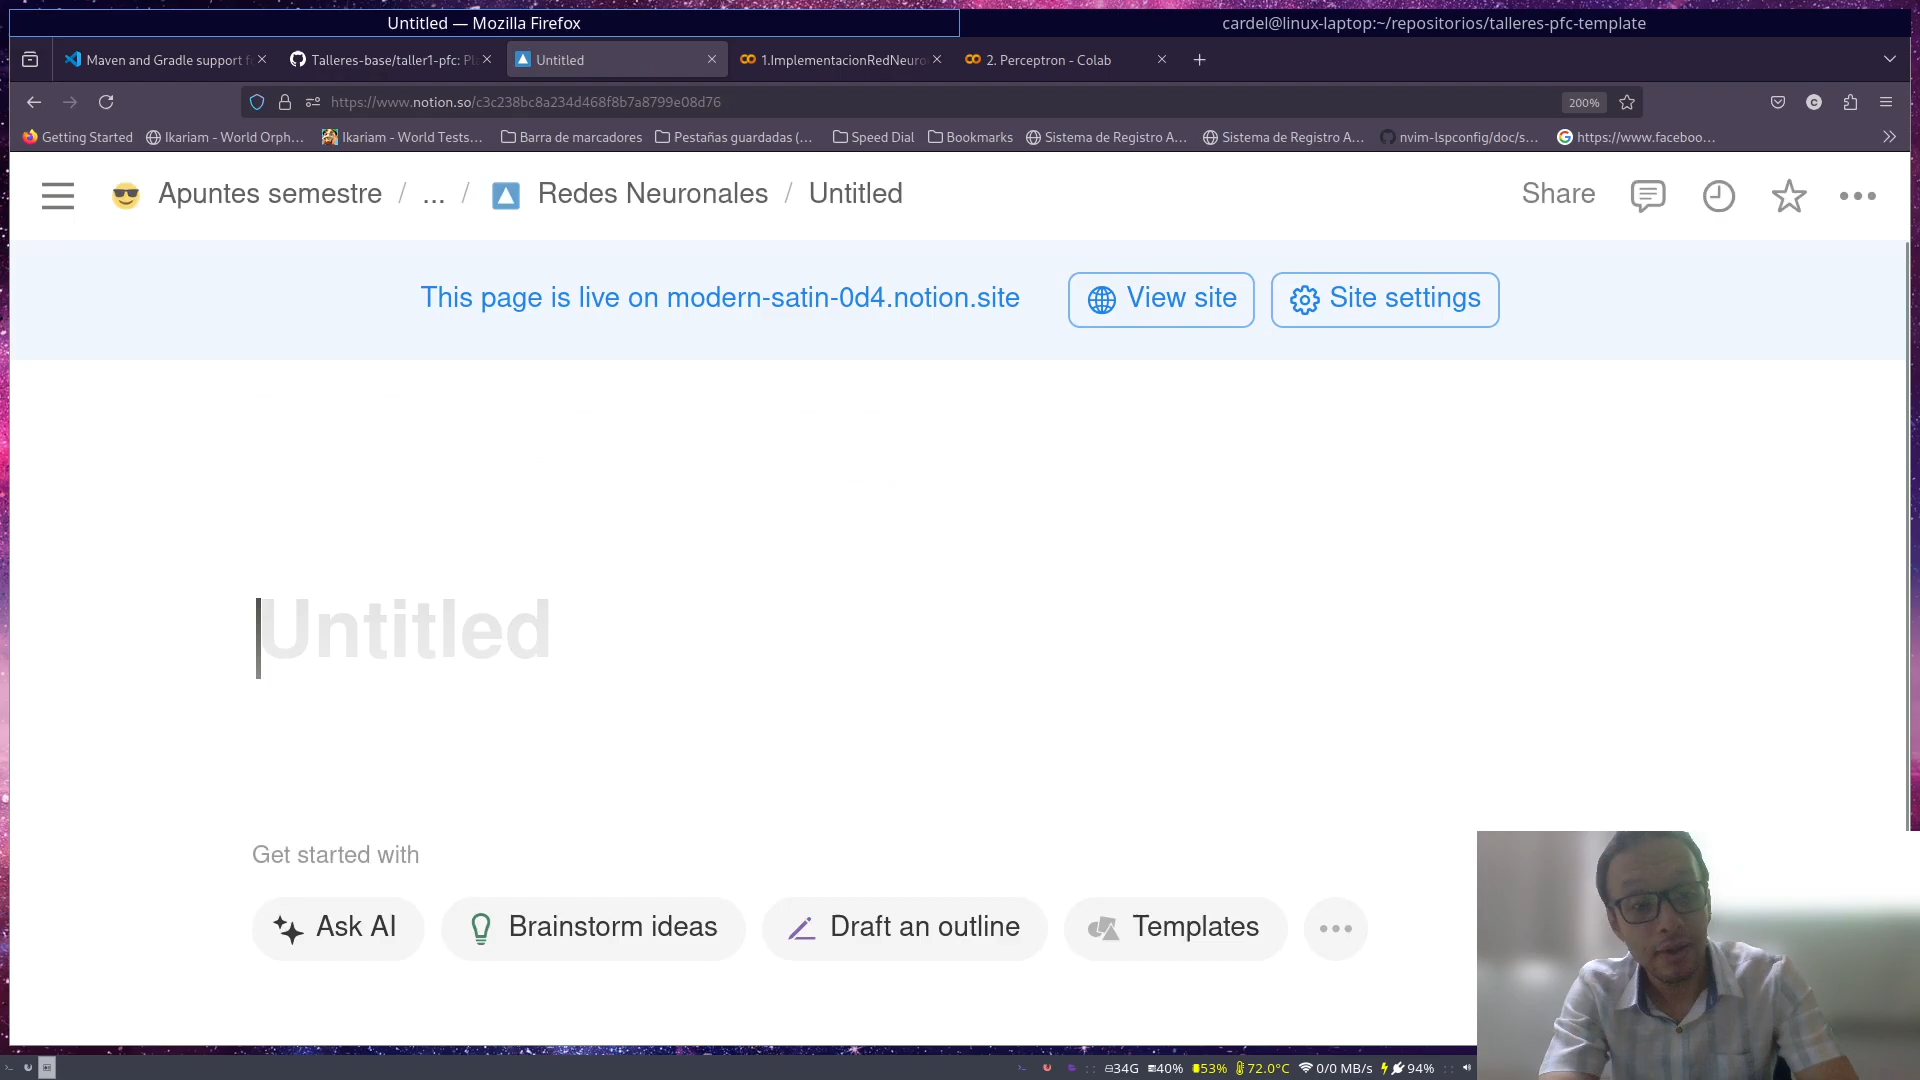 Untitled — Mozilla Firefox
cardel@linux-laptop:~/repositorios/talleres-pfc-template
Maven and Gradle support f
Talleres-base/taller1-pfc: Pl
Untitled
1.ImplementacionRedNeuro
2. Perceptron - Colab
https://www.notion.so/c3c238bc8a234d468f8b7a8799e08d76
200%
Getting Started
Ikariam - World Orph...
Ikariam - World Tests...
Barra de marcadores
Pestañas guardadas (...
Speed Dial
Bookmarks
Sistema de Registro A...
Sistema de Registro A...
nvim-lspconfig/doc/s...
https://www.faceboo...
Apuntes semestre / ... / Redes Neuronales / Untitled
Share
This page is live on modern-satin-0d4.notion.site
View site
Site settings
Untitled
Get started with
Ask AI
Brainstorm ideas
Draft an outline
Templates
34G 40% 53% 72.0°C 0/0 MB/s 94%